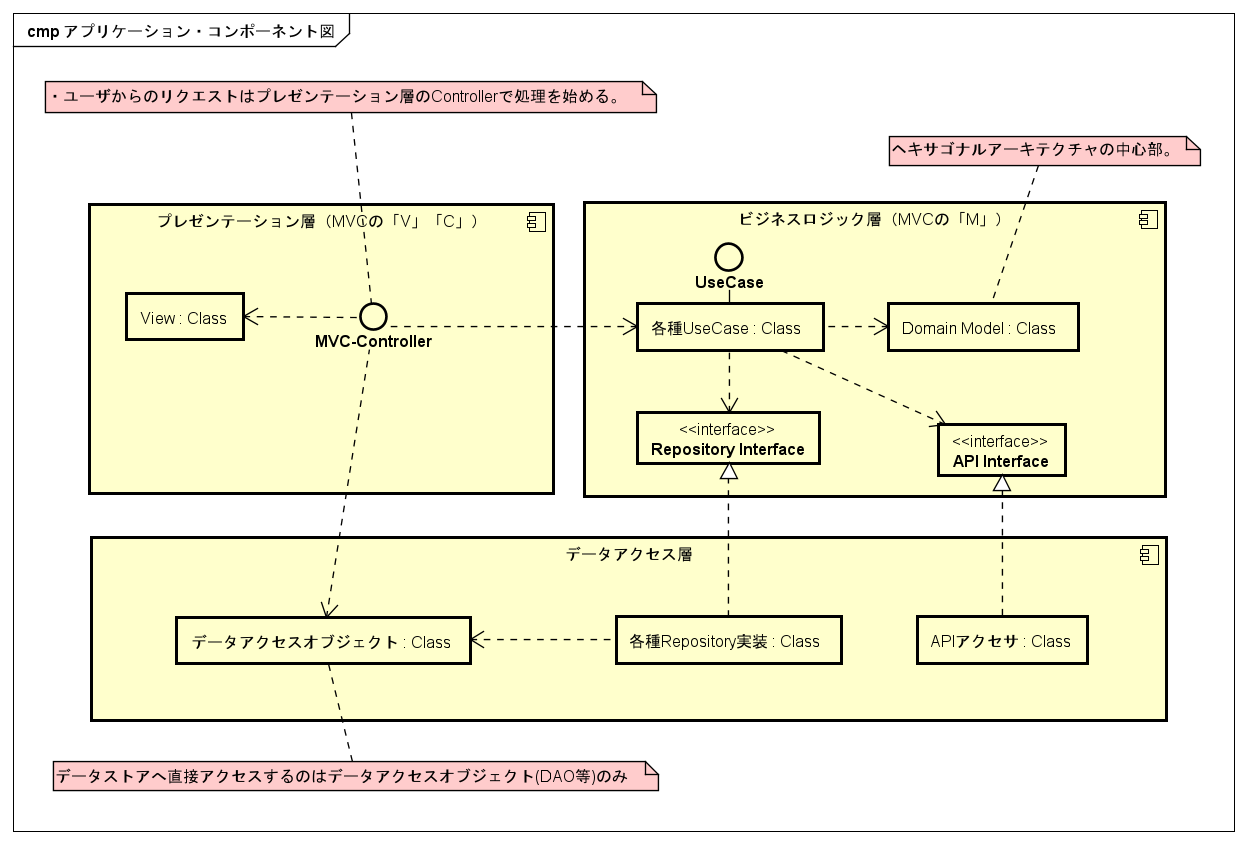 cmp アプリケーション・コンポーネント図
・ユーザからのリクエストはプレゼンテーション層のControllerで処理を始める。
ヘキサゴナルアーキテクチャの中心部。
プレゼンテーション層（MVCの「V」「C」）
ビジネスロジック層（MVCの「M」）
UseCase
View : Class
MVC-Controller
各種UseCase : Class
Domain Model : Class
<<interface>>
Repository Interface
<<interface>>
API Interface
データアクセス層
データアクセスオブジェクト : Class
各種Repository実装 : Class
APIアクセサ : Class
データストアへ直接アクセスするのはデータアクセスオブジェクト(DAO等)のみ